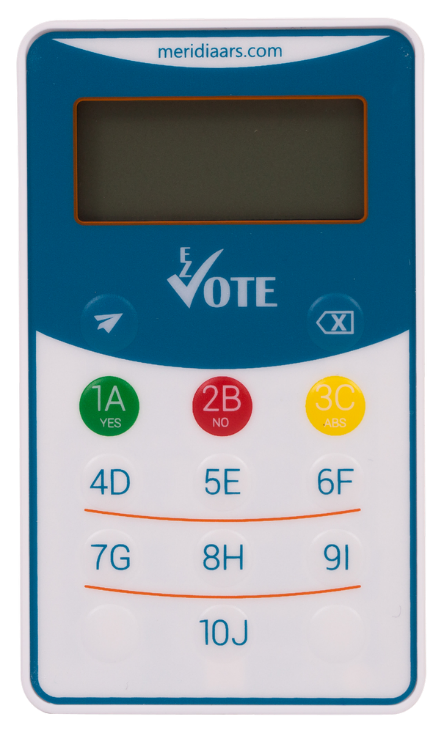 meridiaars.com
EZ VOTE
X
1A 2B 3C
YES NO ABS
4D 5E 6F
7G 8H 9I
10J